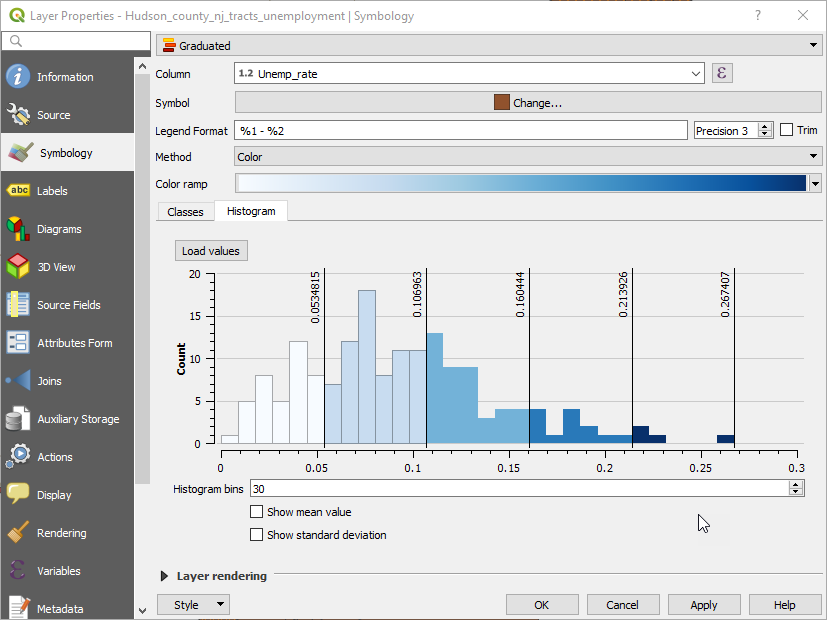 Layer Properties - Hudson_county_nj_tracts_unemployment | Symbology
?
Information
Source
Symbology
abc Labels
Diagrams
3D View
Source Fields
Attributes Form
Joins
Auxiliary Storage
Actions
Display
Rendering
Variables
Metadata
Graduated
Column 1.2 Unemp_rate ε
Symbol Change...
Legend Format %1 - %2 Precision 3 Trim
Method Color
Color ramp
Classes Histogram
Load values
Count
20
15
10
5
0
0.0534815
0.106963
0.160444
0.213926
0.267407
0 0.05 0.1 0.15 0.2 0.25 0.3
Histogram bins 30
Show mean value
Show standard deviation
Layer rendering
Style OK Cancel Apply Help